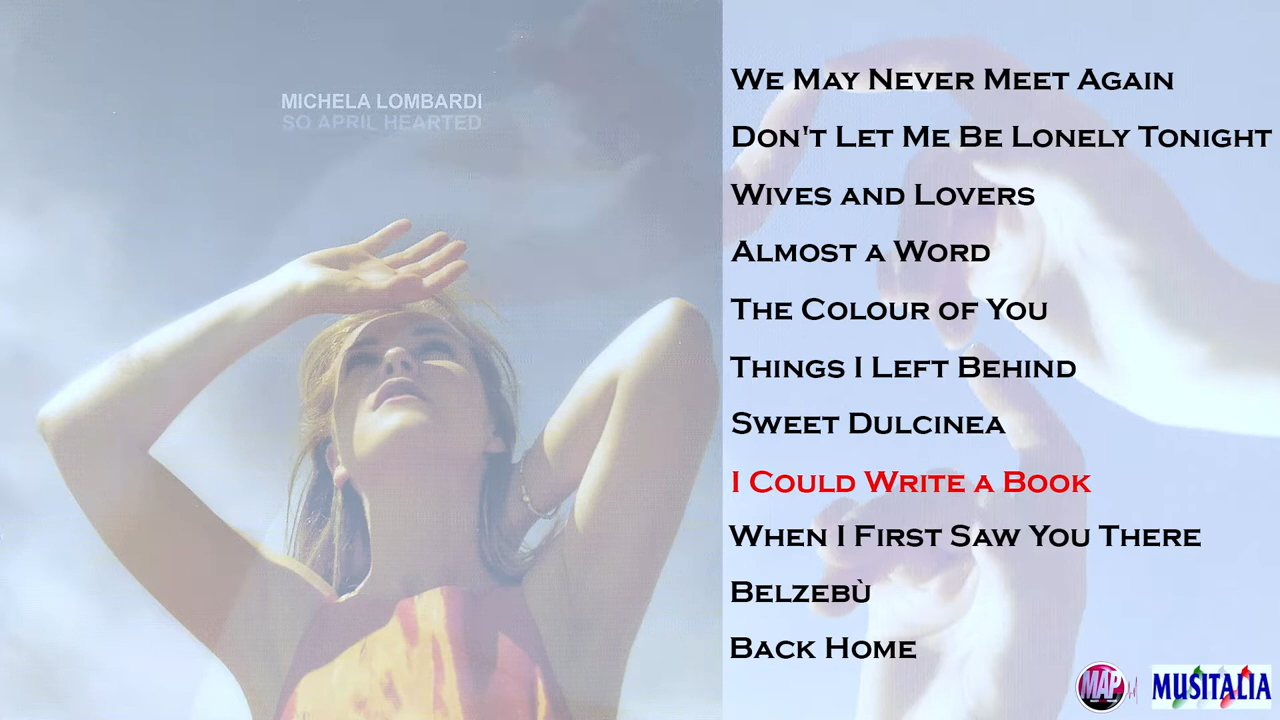 MICHELA LOMBARDI
SO APRIL HEARTED
WE MAY NEVER MEET AGAIN
DON'T LET ME BE LONELY TONIGHT
WIVES AND LOVERS
ALMOST A WORD
THE COLOUR OF YOU
THINGS I LEFT BEHIND
SWEET DULCINEA
I COULD WRITE A BOOK
WHEN I FIRST SAW YOU THERE
BELZEBÙ
BACK HOME
MAP
MUSITALIA